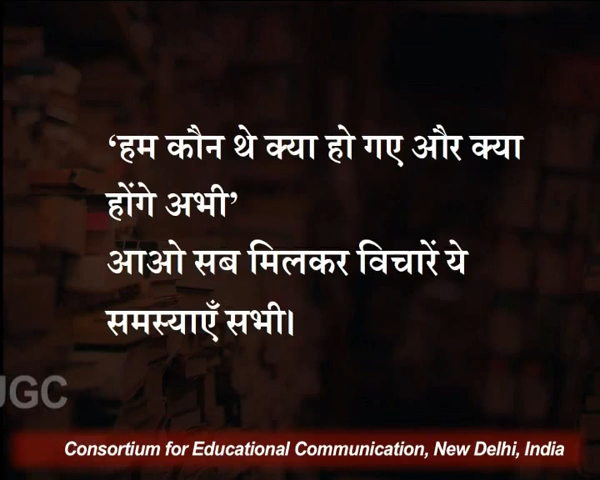 ‘हम कौन थे क्या हो गए और क्या
होंगे अभी’
आओ सब मिलकर विचारें ये
समस्याएँ सभी।
UGC
Consortium for Educational Communication, New Delhi, India